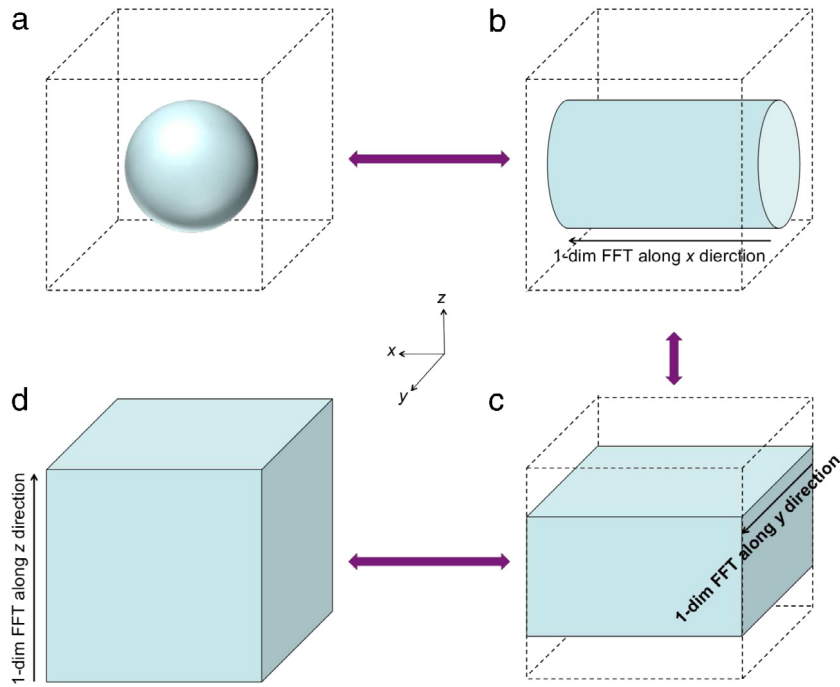 a
b
1-dim FFT along x dierction
z
x
y
d
c
1-dim FFT along z direction
1-dim FFT along y direction